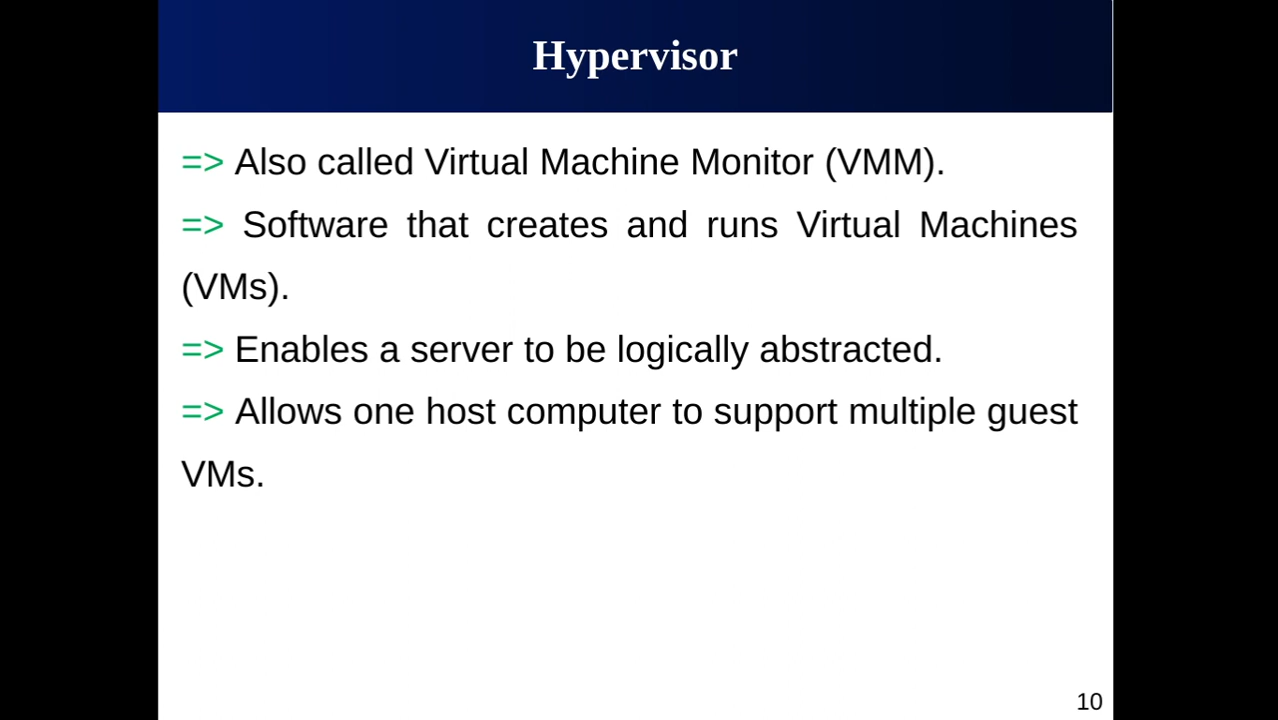 Hypervisor
=> Also called Virtual Machine Monitor (VMM).
=> Software that creates and runs Virtual Machines
(VMs).
=> Enables a server to be logically abstracted.
=> Allows one host computer to support multiple guest
VMs.
10